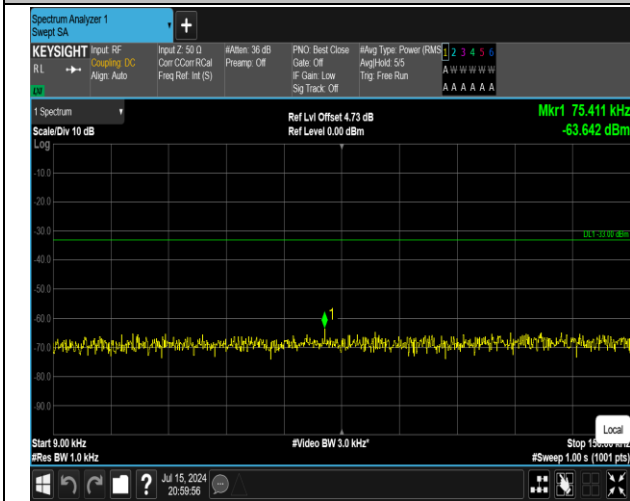 Spectrum Analyzer 1
Swept SA
+
KEYSIGHT
R L
Input: RF
Coupling: DC
Align: Auto
Input Z: 50 Ω
Corr CCorr RCal
Freq Ref: Int (S)
#Atten: 36 dB
Preamp: Off
PNO: Best Close
Gate: Off
IF Gain: Low
Sig Track: Off
#Avg Type: Power (RMS
Avg|Hold: 5/5
Trig: Free Run
1 2 3 4 5 6
A W W W W W
A A A A A A
1 Spectrum
Scale/Div 10 dB
Log
Ref Lvl Offset 4.73 dB
Ref Level 0.00 dBm
Mkr1 75.411 kHz
-63.642 dBm
-10.0
-20.0
-30.0
DL1 -33.00 dBm
-40.0
-50.0
-60.0
1
-70.0
-80.0
-90.0
Local
Start 9.00 kHz
#Res BW 1.0 kHz
#Video BW 3.0 kHz*
Stop 150.00 kHz
#Sweep 1.00 s (1001 pts)
?
Jul 15, 2024
20:59:56